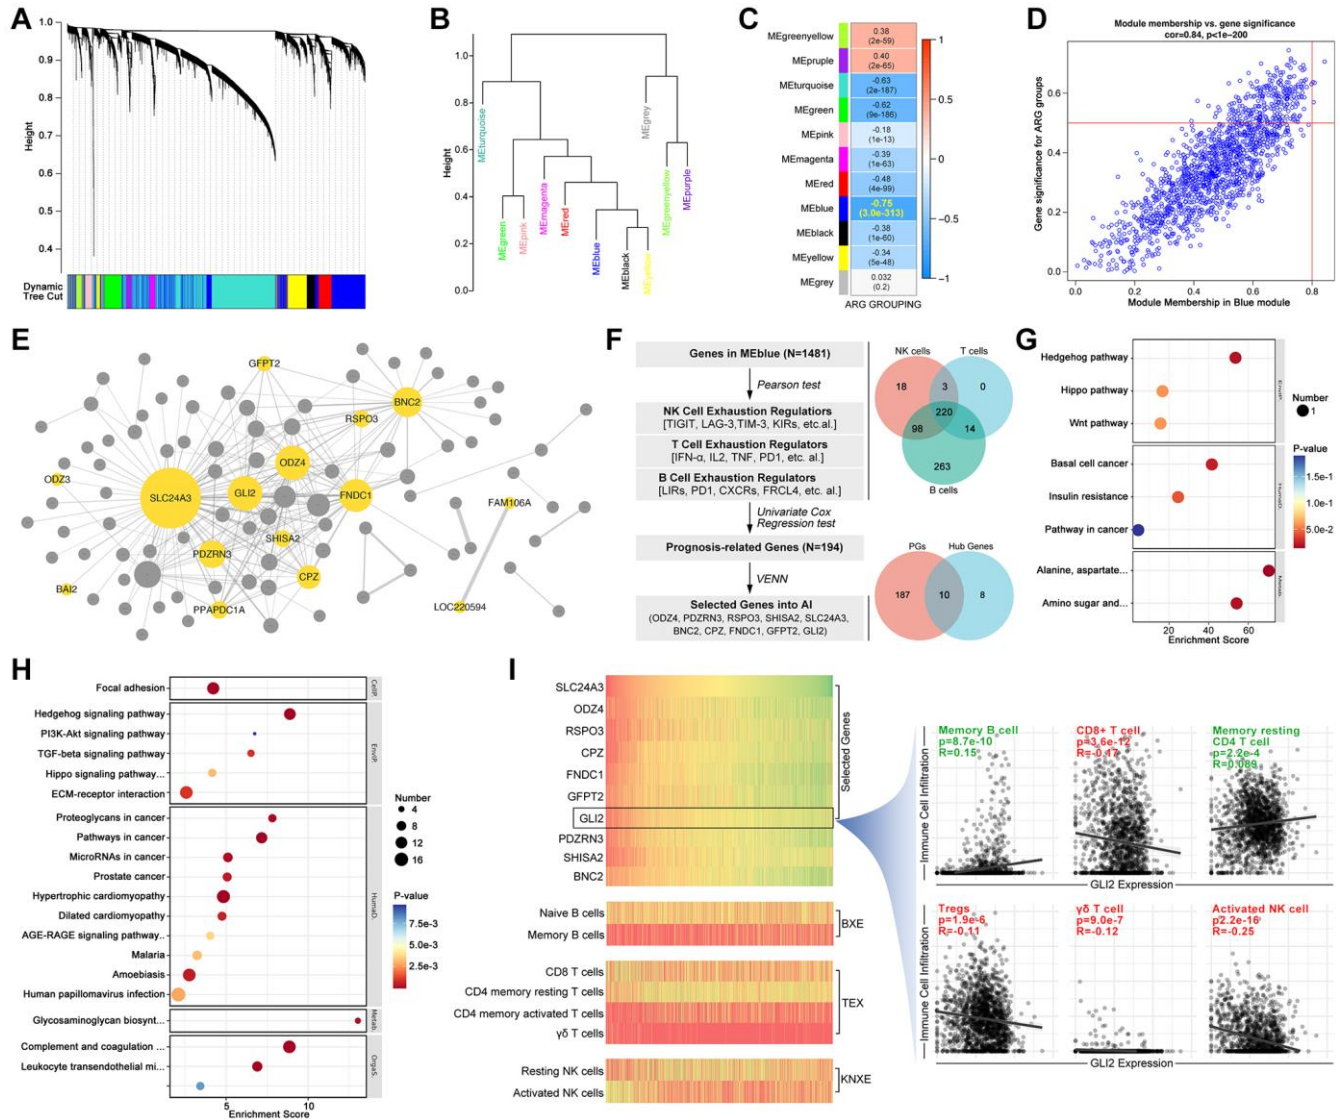 A
1.0
0.9
0.8
0.7
0.6
0.5
0.4
Height
Dynamic
Tree Cut
B
1.0
0.8
0.6
0.4
0.2
0.0
Height
MEturquoise
MEgreen
MEpink
MEmagenta
MEred
MEblue
MEblack
MEyellow
MEgrey
MEgreenyellow
MEpurple
C
MEgreenyellow
0.38
(2e-59)
MEpruple
0.40
(2e-65)
MEturquoise
-0.63
(2e-187)
MEgreen
-0.62
(9e-186)
MEpink
-0.18
(1e-13)
MEmagenta
-0.39
(1e-63)
MEred
-0.48
(4e-99)
MEblue
-0.75
(3.0e-313)
MEblack
-0.38
(1e-60)
MEyellow
-0.34
(5e-48)
MEgrey
0.032
(0.2)
ARG GROUPING
1
0.5
0
-0.5
-1
D
Module membership vs. gene significance
cor=0.84, p<1e-200
Gene significance for ARG groups
0.6
0.4
0.2
0.0
0.0
0.2
0.4
0.6
0.8
Module Membership in Blue module
E
GFPT2
BNC2
RSPO3
ODZ4
ODZ3
SLC24A3
GLI2
FNDC1
FAM106A
SHISA2
PDZRN3
CPZ
BAI2
PPAPDC1A
LOC220594
F
Genes in MEblue (N=1481)
Pearson test
NK Cell Exhaustion Regulatiors
[TIGIT, LAG-3,TIM-3, KIRs, etc.al.]
T Cell Exhaustion Regulators
[IFN-α, IL2, TNF, PD1, etc. al.]
B Cell Exhaustion Regulators
[LIRs, PD1, CXCRs, FRCL4, etc. al.]
Univariate Cox
Regression test
Prognosis-related Genes (N=194)
VENN
Selected Genes into AI
(ODZ4, PDZRN3, RSPO3, SHISA2, SLC24A3,
BNC2, CPZ, FNDC1, GFPT2, GLI2)
NK cells
T cells
18
3
0
220
98
14
263
B cells
PGs
Hub Genes
187
10
8
G
Hedgehog pathway
Hippo pathway
Wnt pathway
Basal cell cancer
Insulin resistance
Pathway in cancer
Alanine, aspartate...
Amino sugar and...
EnvIP.
HumaD.
Metab.
20
40
60
Enrichment Score
Number
1
P-value
1.5e-1
1.0e-1
5.0e-2
H
Focal adhesion
Hedgehog signaling pathway
PI3K-Akt signaling pathway
TGF-beta signaling pathway
Hippo signaling pathway...
ECM-receptor interaction
Proteoglycans in cancer
Pathways in cancer
MicroRNAs in cancer
Prostate cancer
Hypertrophic cardiomyopathy
Dilated cardiomyopathy
AGE-RAGE signaling pathway..
Malaria
Amoebiasis
Human papillomavirus infection
Glycosaminoglycan biosynt...
Complement and coagulation ...
Leukocyte transendothelial mi...
CellP.
EnvIP.
HumaD.
Metab.
OrgaS.
5
10
Enrichment Score
Number
4
8
12
16
P-value
7.5e-3
5.0e-3
2.5e-3
I
SLC24A3
ODZ4
RSPO3
CPZ
FNDC1
GFPT2
GLI2
PDZRN3
SHISA2
BNC2
Selected Genes
Naive B cells
Memory B cells
BXE
CD8 T cells
CD4 memory resting T cells
CD4 memory activated T cells
γδ T cells
TEX
Resting NK cells
Activated NK cells
KNXE
Immune Cell Infiltration
Memory B cell
p=8.7e-10
R=0.15
CD8+ T cell
p=3.6e-12
R=-0.17
Memory resting
CD4 T cell
p=2.2e-4
R=0.089
GLI2 Expression
Immune Cell Infiltration
Tregs
p=1.9e-6
R=-0.11
γδ T cell
p=9.0e-7
R=-0.12
Activated NK cell
p2.2e-16
R=-0.25
GLI2 Expression